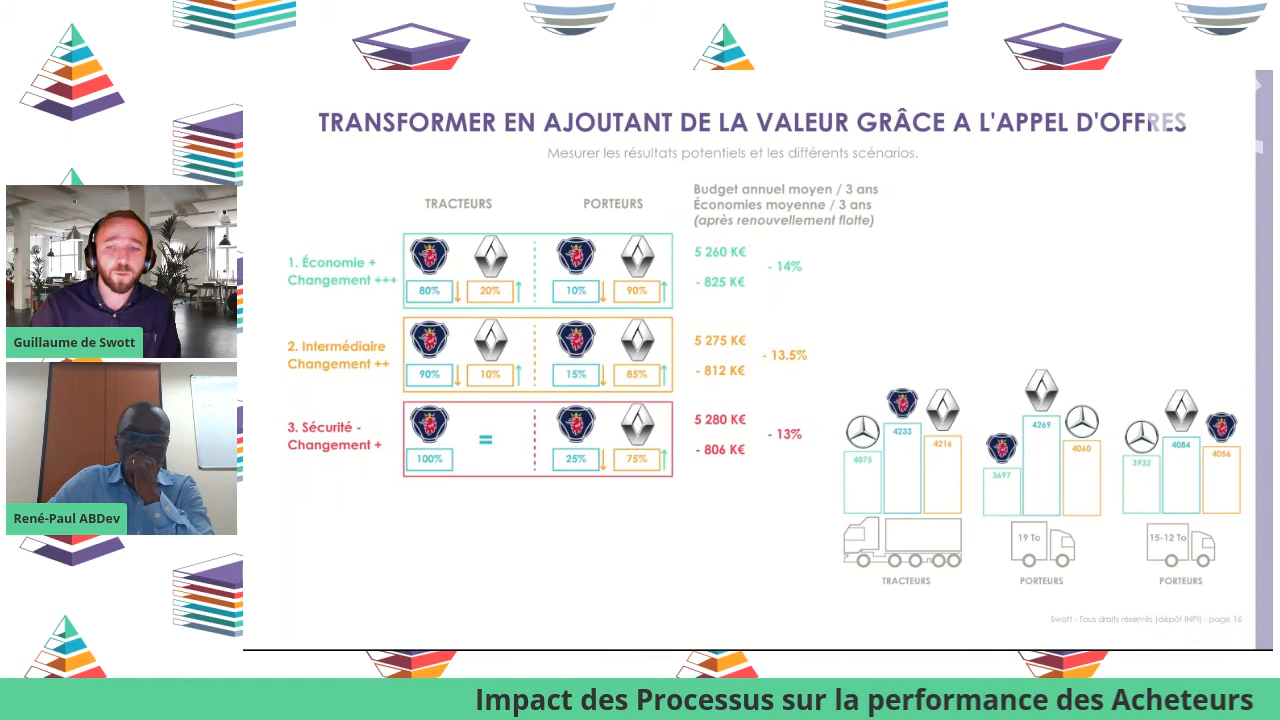 TRANSFORMER EN AJOUTANT DE LA VALEUR GRÂCE A L'APPEL D'OFFRES
Mesurer les résultats potentiels et les différents scénarios.
TRACTEURS
PORTEURS
Budget annuel moyen / 3 ans
Économies moyenne / 3 ans
(après renouvellement flotte)
1. Économie +
Changement +++
80%
20%
10%
90%
5 260 K€
- 825 K€
- 14%
2. Intermédiaire
Changement ++
90%
10%
15%
85%
5 275 K€
- 812 K€
- 13.5%
3. Sécurité -
Changement +
100%
=
25%
75%
5 280 K€
- 806 K€
- 13%
4075
4233
4216
3697
4269
4060
3932
4084
4056
19 To
15-12 To
TRACTEURS
PORTEURS
PORTEURS
Swott - Tous droits réservés (dépôt INPI) - page 16
Guillaume de Swott
René-Paul ABDev
Impact des Processus sur la performance des Acheteurs